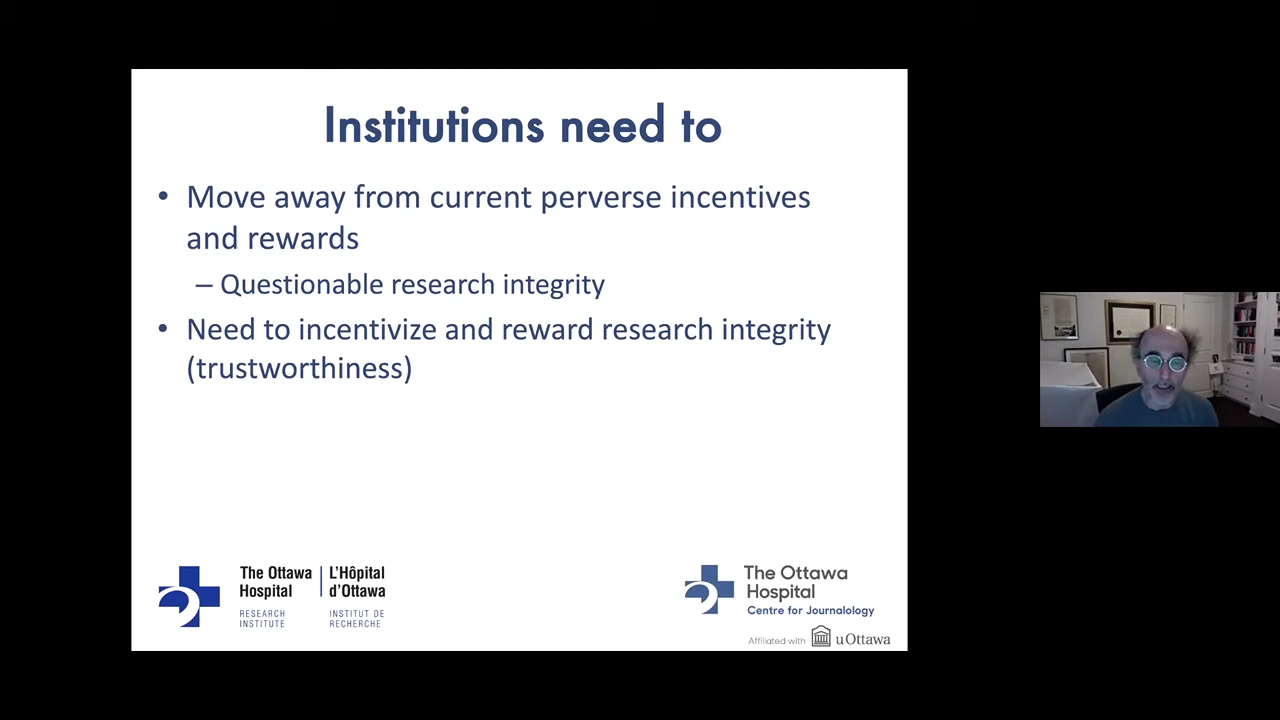 Institutions need to
• Move away from current perverse incentives
and rewards
– Questionable research integrity
• Need to incentivize and reward research integrity
(trustworthiness)
The Ottawa
Hospital
RESEARCH
INSTITUTE
L'Hôpital
d'Ottawa
INSTITUT DE
RECHERCHE
The Ottawa
Hospital
Centre for Journalology
Affiliated with uOttawa